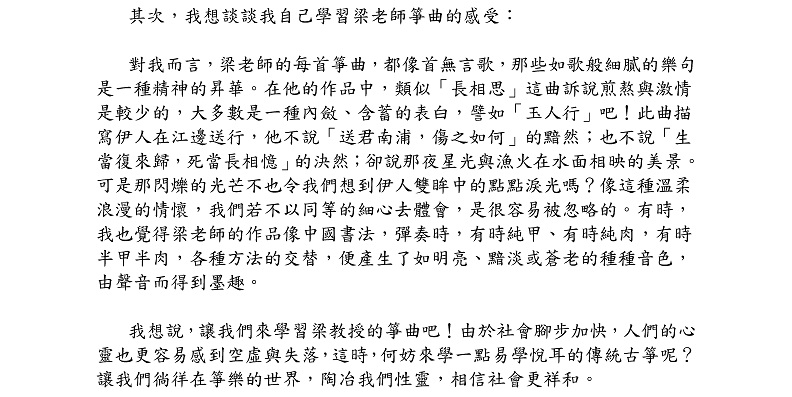 其次，我想談談我自己學習梁老師箏曲的感受：
對我而言，梁老師的每首箏曲，都像首無言歌，那些如歌般細膩的樂句
是一種精神的昇華。在他的作品中，類似「長相思」這曲訴說煎熬與激情
是較少的，大多數是一種內斂、含蓄的表白，譬如「玉人行」吧！此曲描
寫伊人在江邊送行，他不說「送君南浦，傷之如何」的黯然；也不說「生
當復來歸，死當長相憶」的決然；卻說那夜星光與漁火在水面相映的美景。
可是那閃爍的光芒不也令我們想到伊人雙眸中的點點淚光嗎？像這種溫柔
浪漫的情懷，我們若不以同等的細心去體會，是很容易被忽略的。有時，
我也覺得梁老師的作品像中國書法，彈奏時，有時純甲、有時純肉，有時
半甲半肉，各種方法的交替，便產生了如明亮、黯淡或蒼老的種種音色，
由聲音而得到墨趣。
我想說，讓我們來學習梁教授的箏曲吧！由於社會腳步加快，人們的心
靈也更容易感到空虛與失落，這時，何妨來學一點易學悅耳的傳統古箏呢？
讓我們徜徉在箏樂的世界，陶冶我們性靈，相信社會更祥和。